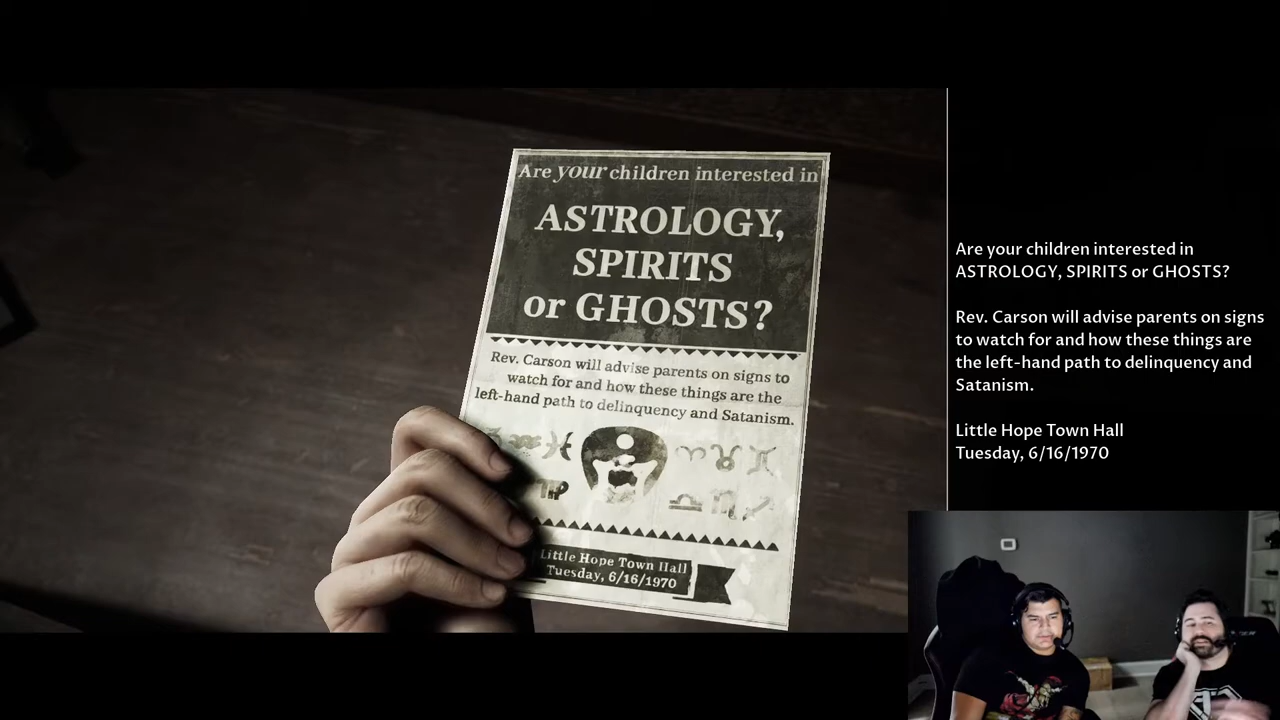 Are your children interested in
ASTROLOGY,
SPIRITS
or GHOSTS?
Rev. Carson will advise parents on signs to
watch for and how these things are the
left-hand path to delinquency and Satanism.
Little Hope Town Hall
Tuesday, 6/16/1970
Are your children interested in
ASTROLOGY, SPIRITS or GHOSTS?
Rev. Carson will advise parents on signs
to watch for and how these things are
the left-hand path to delinquency and
Satanism.
Little Hope Town Hall
Tuesday, 6/16/1970